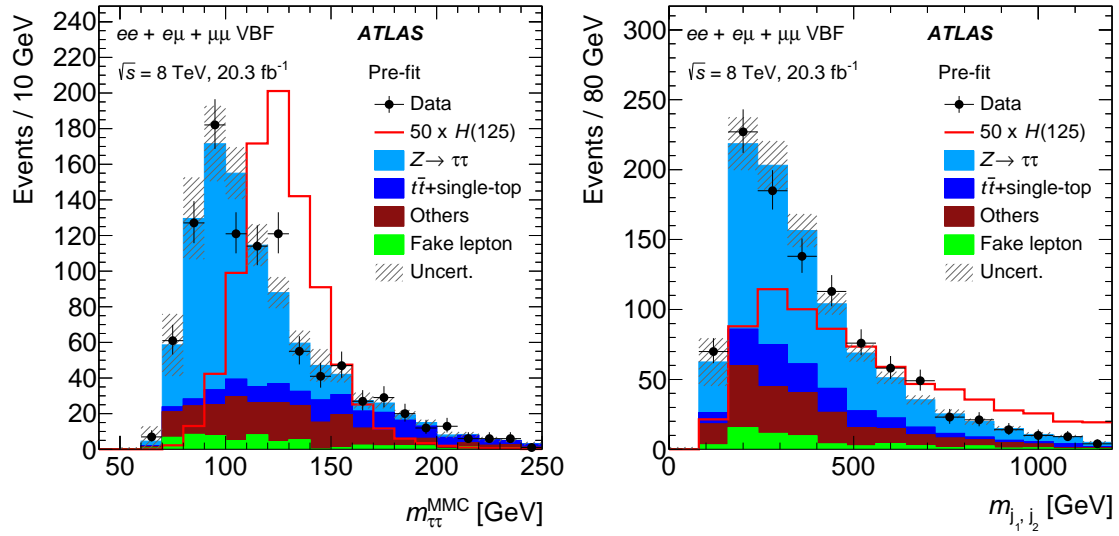 Events / 10 GeV
240
220
200
180
160
140
120
100
80
60
40
20
0
50 100 150 200 250
m_{ττ}^{MMC} [GeV]
ee + eμ + μμ VBF ATLAS
√s = 8 TeV, 20.3 fb⁻¹ Pre-fit
Data
50 x H(125)
Z→ ττ
tt̄+single-top
Others
Fake lepton
Uncert.
Events / 80 GeV
300
250
200
150
100
50
0
0 500 1000
m_{j₁, j₂} [GeV]
ee + eμ + μμ VBF ATLAS
√s = 8 TeV, 20.3 fb⁻¹ Pre-fit
Data
50 x H(125)
Z→ ττ
tt̄+single-top
Others
Fake lepton
Uncert.